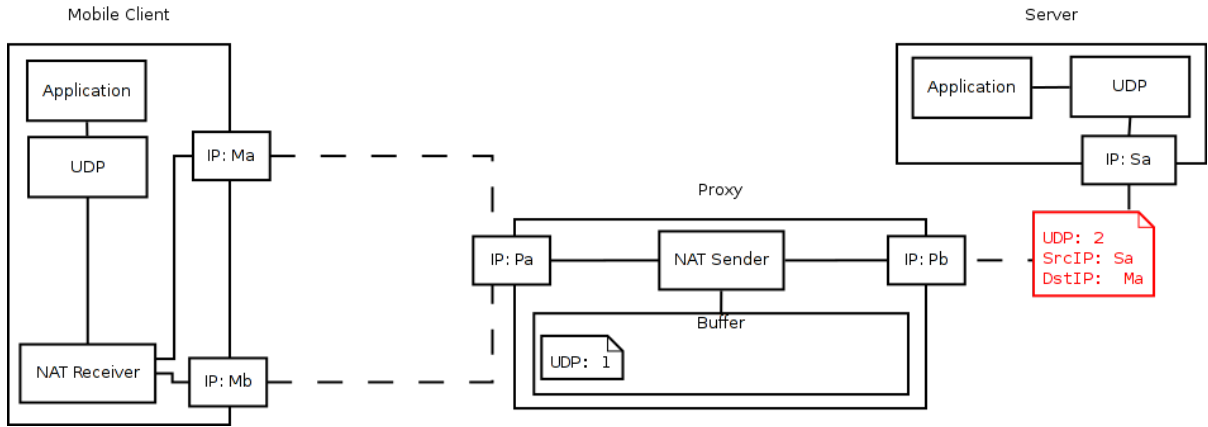 Mobile Client
Server
Application
UDP
IP: Ma
NAT Receiver
IP: Mb
Proxy
IP: Pa
NAT Sender
IP: Pb
Buffer
UDP: 1
Application
UDP
IP: Sa
UDP: 2
SrcIP: Sa
DstIP: Ma